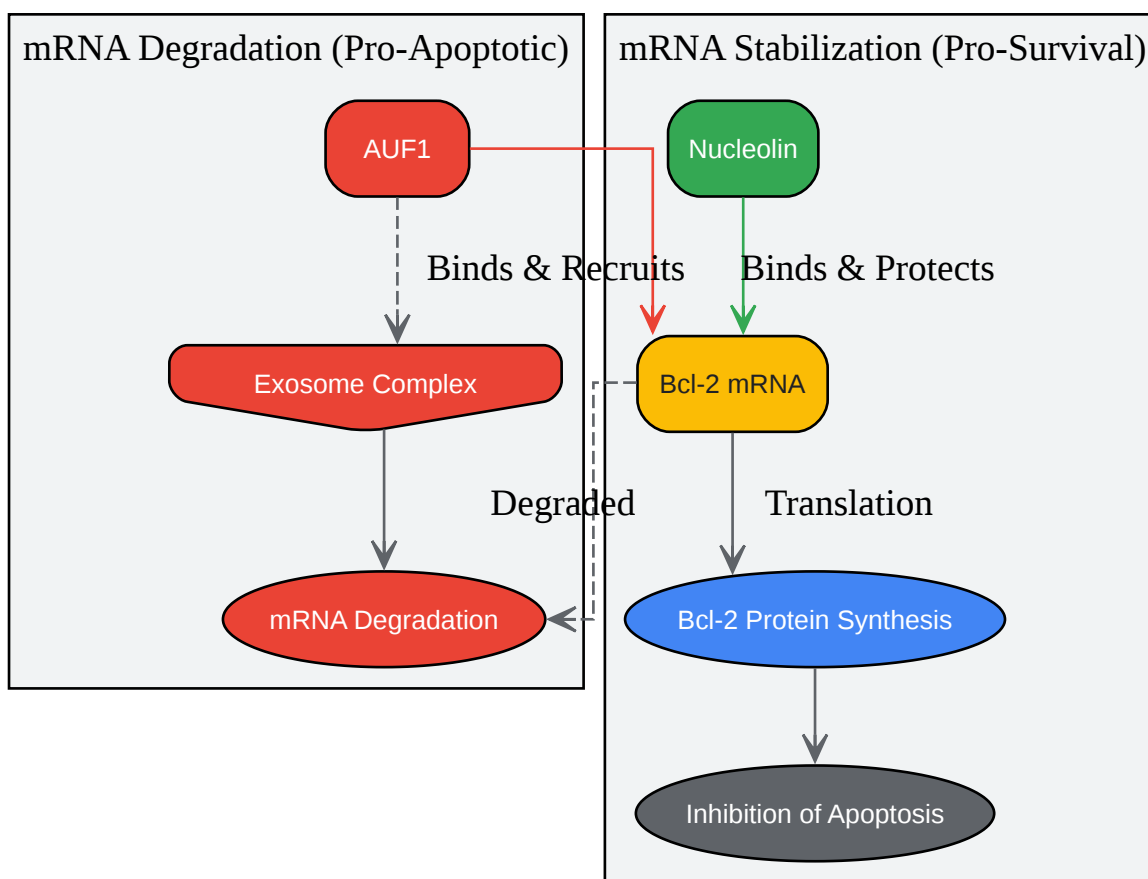 mRNA Degradation (Pro-Apoptotic)
mRNA Stabilization (Pro-Survival)
AUF1
Nucleolin
Binds & Recruits
Binds & Protects
Exosome Complex
Bcl-2 mRNA
Degraded
Translation
mRNA Degradation
Bcl-2 Protein Synthesis
Inhibition of Apoptosis